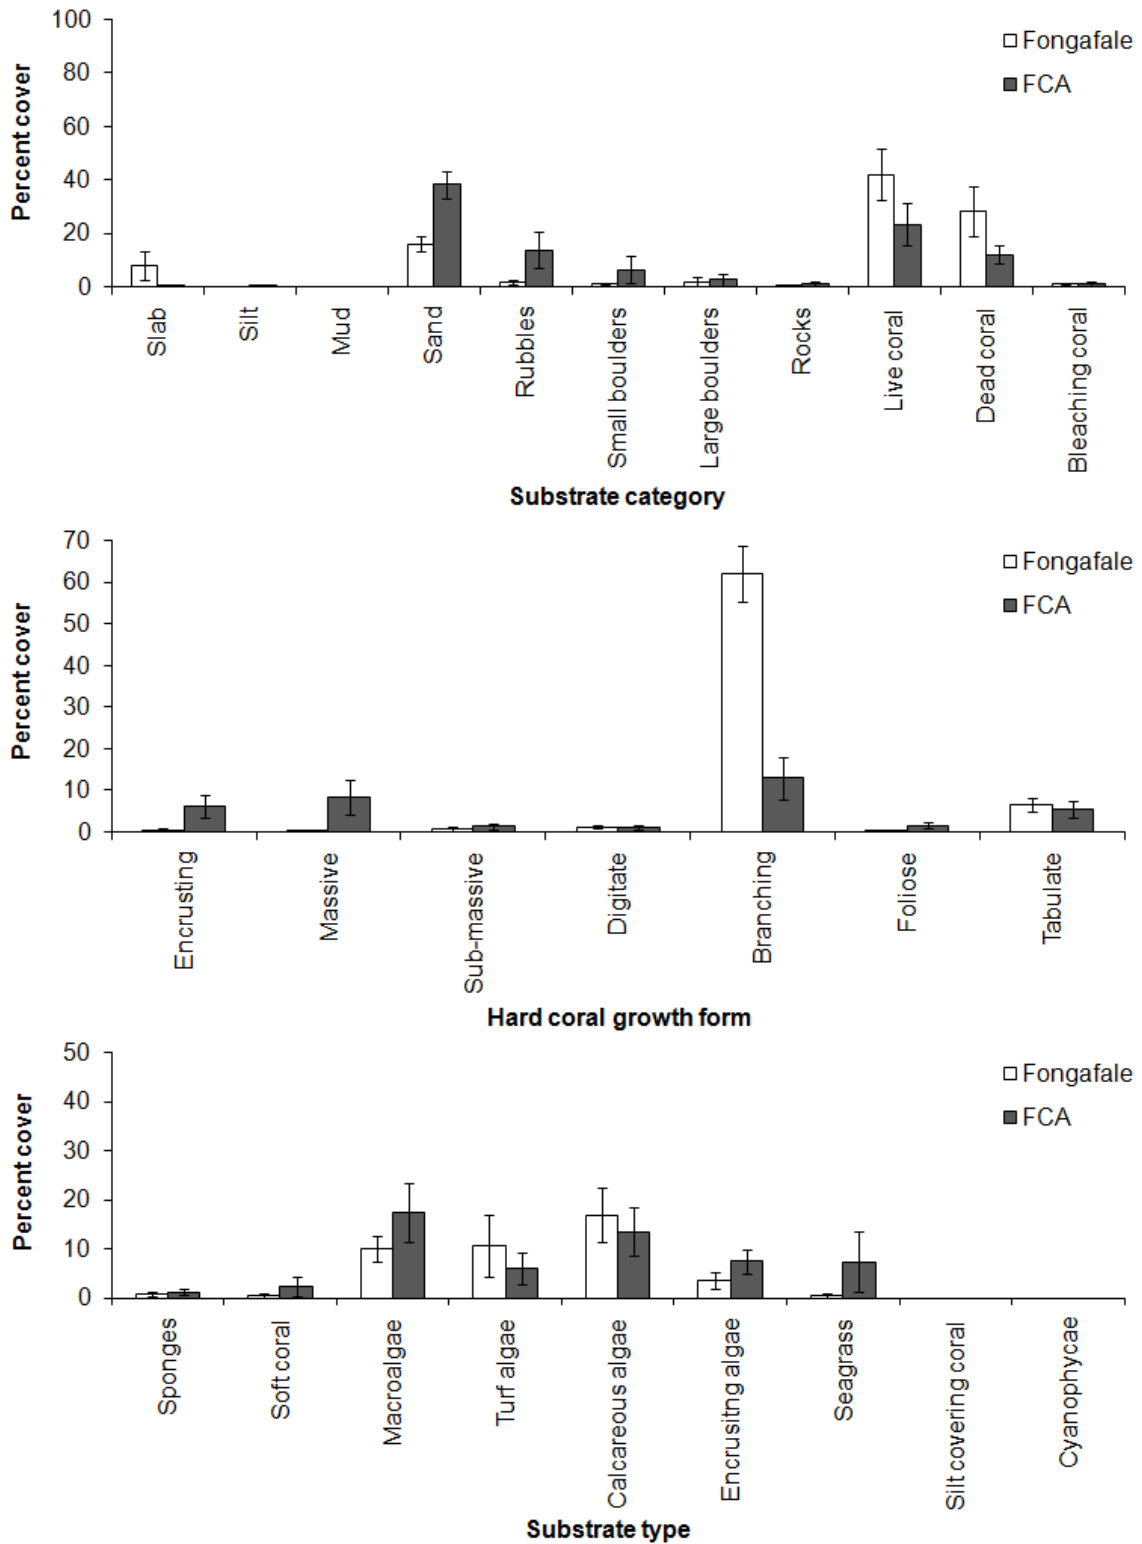 100
80
60
40
20
0
Percent cover
Fongafale
FCA
Slab
Silt
Mud
Sand
Rubbles
Small boulders
Large boulders
Rocks
Live coral
Dead coral
Bleaching coral
Substrate category
70
60
50
40
30
20
10
0
Percent cover
Fongafale
FCA
Encrusting
Massive
Sub-massive
Digitate
Branching
Foliose
Tabulate
Hard coral growth form
50
40
30
20
10
0
Percent cover
Fongafale
FCA
Sponges
Soft coral
Macroalgae
Turf algae
Calcareous algae
Encrusitng algae
Seagrass
Silt covering coral
Cyanophycae
Substrate type